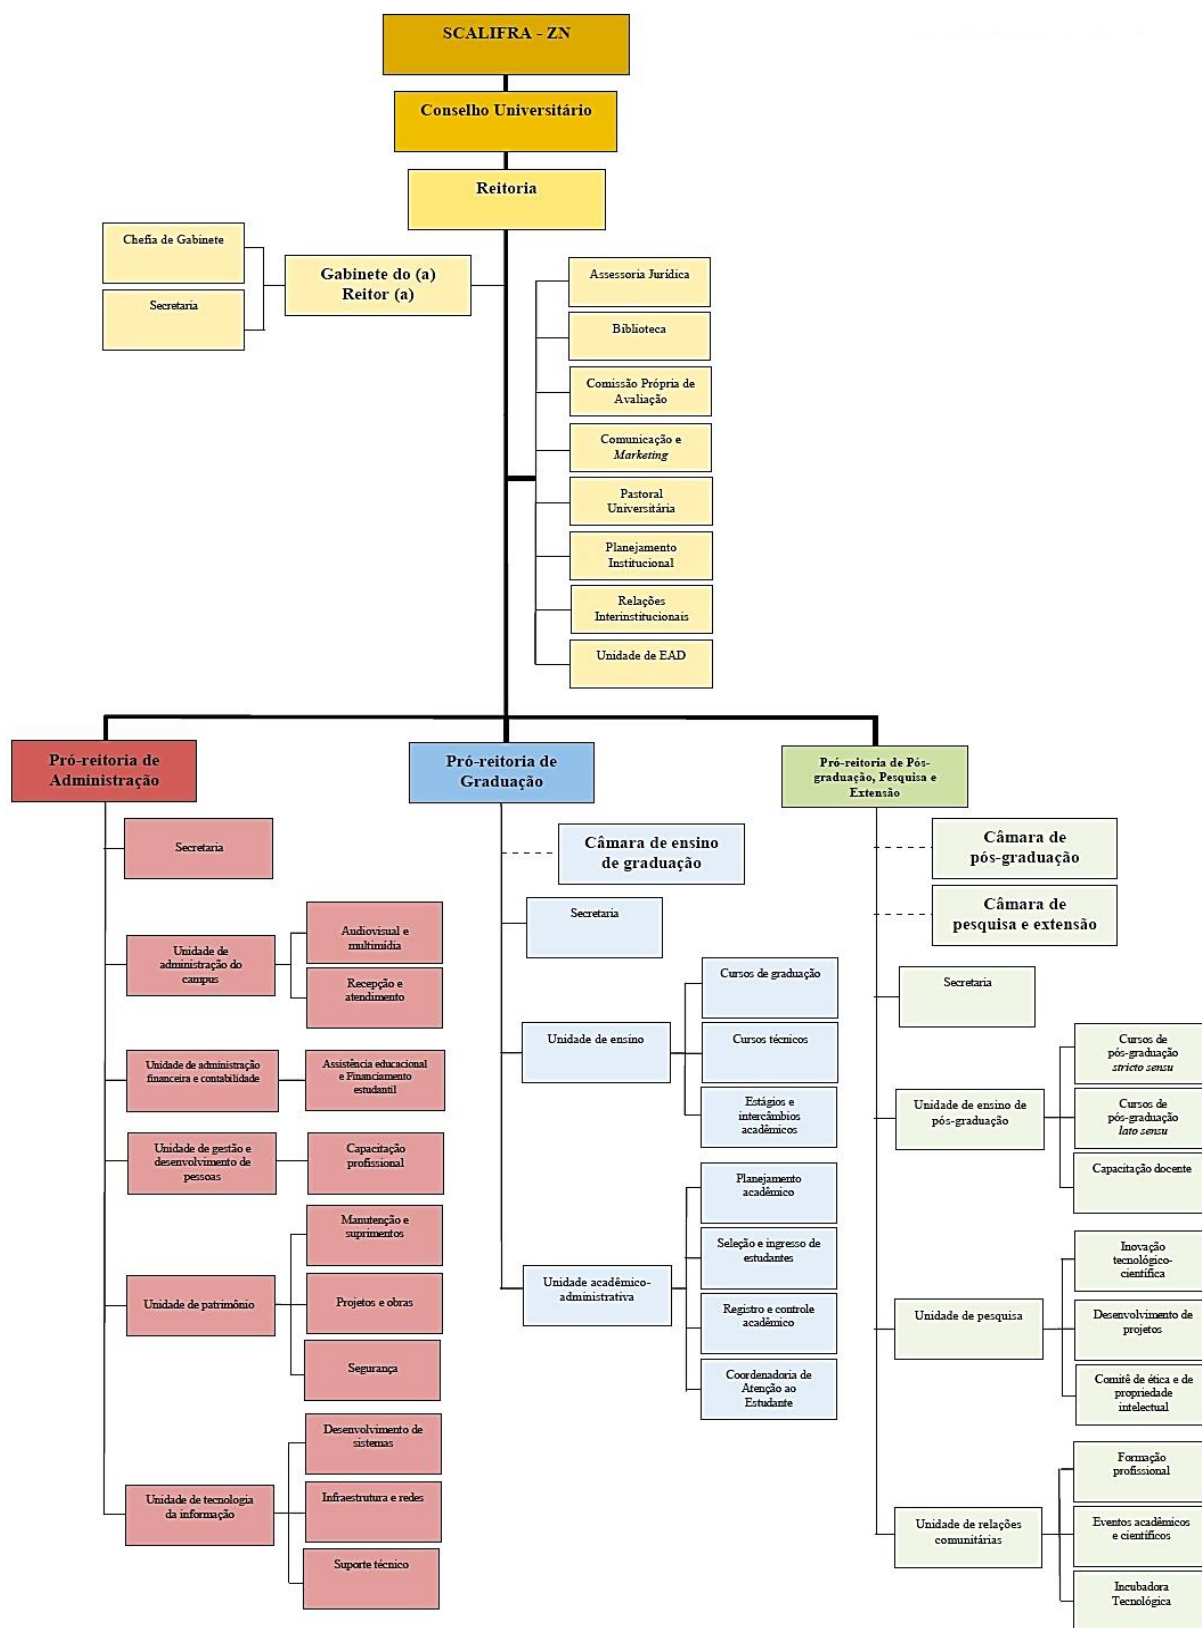 SCALIFRA - ZN
Conselho Universitário
Reitoria
Chefia de Gabinete
Secretaria
Gabinete do (a)
Reitor (a)
Assessoria Jurídica
Biblioteca
Comissão Própria de
Avaliação
Comunicação e
Marketing
Pastoral
Universitária
Planejamento
Institucional
Relações
Interinstitucionais
Unidade de EAD
Pró-reitoria de
Administração
Secretaria
Unidade de
administração do
campus
Audiovisual e
multimídia
Recepção e
atendimento
Unidade de administração
financeira e contabilidade
Assistência educacional
e Financiamento
estudantil
Unidade de gestão e
desenvolvimento de
pessoas
Capacitação
profissional
Unidade de patrimônio
Manutenção e
suprimentos
Projetos e obras
Segurança
Unidade de tecnologia
da informação
Desenvolvimento de
sistemas
Infraestrutura e redes
Suporte técnico
Pró-reitoria de
Graduação
Câmara de ensino
de graduação
Secretaria
Unidade de ensino
Cursos de graduação
Cursos técnicos
Estágios e
intercâmbios
acadêmicos
Unidade acadêmico-
administrativa
Planejamento
acadêmico
Seleção e ingresso de
estudantes
Registro e controle
acadêmico
Coordenadoria de
Atenção ao
Estudante
Pró-reitoria de Pós-
graduação, Pesquisa e
Extensão
Câmara de
pós-graduação
Câmara de
pesquisa e extensão
Secretaria
Unidade de ensino de
pós-graduação
Cursos de
pós-graduação
stricto sensu
Cursos de
pós-graduação
lato sensu
Capacitação docente
Unidade de pesquisa
Inovação
tecnológico-
científica
Desenvolvimento de
projetos
Comitê de ética e de
propriedade
intelectual
Unidade de relações
comunitárias
Formação
profissional
Eventos acadêmicos
e científicos
Incubadora
Tecnológica